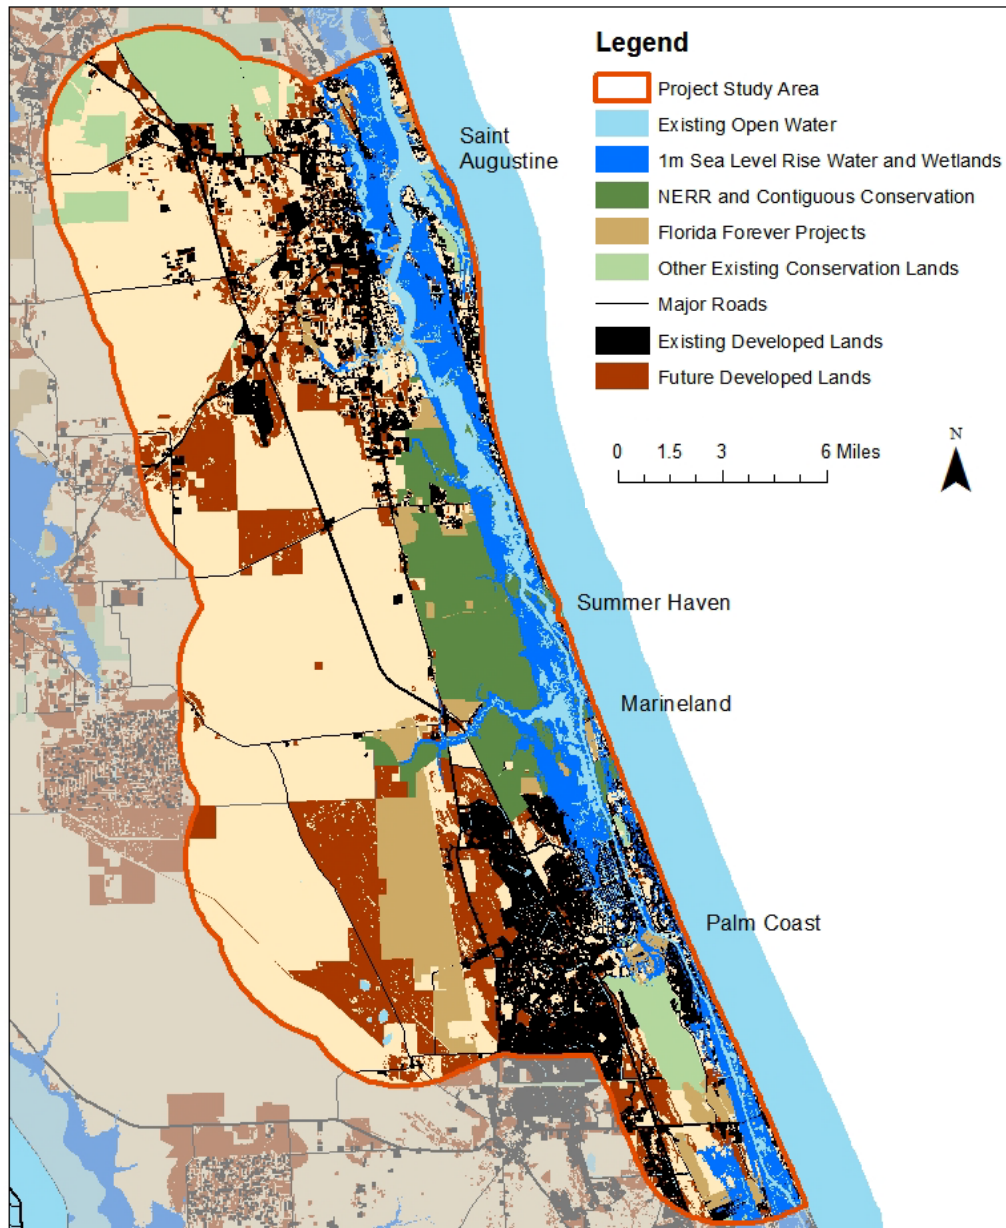 Legend
Project Study Area
Existing Open Water
1m Sea Level Rise Water and Wetlands
NERR and Contiguous Conservation
Florida Forever Projects
Other Existing Conservation Lands
Major Roads
Existing Developed Lands
Future Developed Lands
Saint
Augustine
0 1.5 3 6 Miles
N
Summer Haven
Marineland
Palm Coast